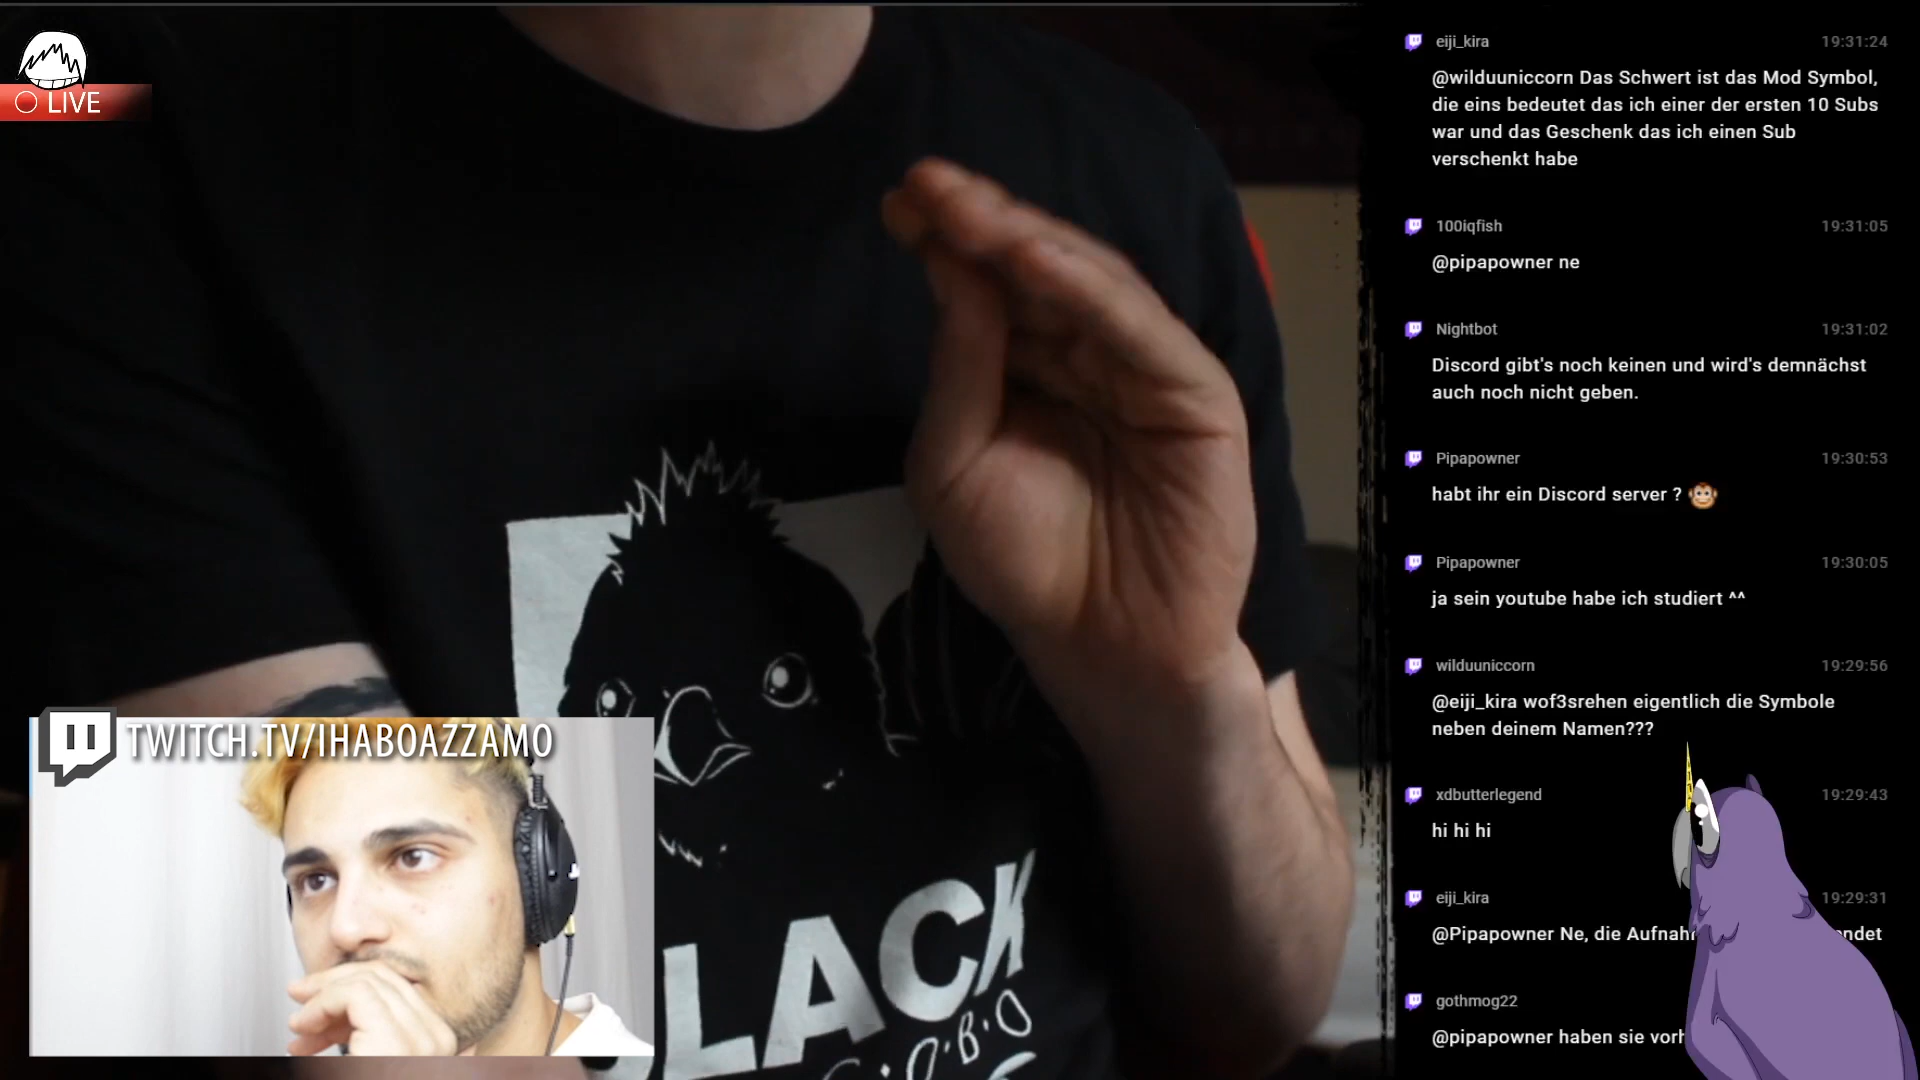 LIVE
TWITCH.TV/IHABOAZZAMO
LACK
eiji_kira 19:31:24
@wilduuniccorn Das Schwert ist das Mod Symbol,
die eins bedeutet das ich einer der ersten 10 Subs
war und das Geschenk das ich einen Sub
verschenkt habe
100iqfish 19:31:05
@pipapowner ne
Nightbot 19:31:02
Discord gibt's noch keinen und wird's demnächst
auch noch nicht geben.
Pipapowner 19:30:53
habt ihr ein Discord server ?
Pipapowner 19:30:05
ja sein youtube habe ich studiert ^^
wilduuniccorn 19:29:56
@eiji_kira wof3srehen eigentlich die Symbole
neben deinem Namen???
xdbutterlegend 19:29:43
hi hi hi
eiji_kira 19:29:31
@Pipapowner Ne, die
gothmog22
@pipapowner haben sie